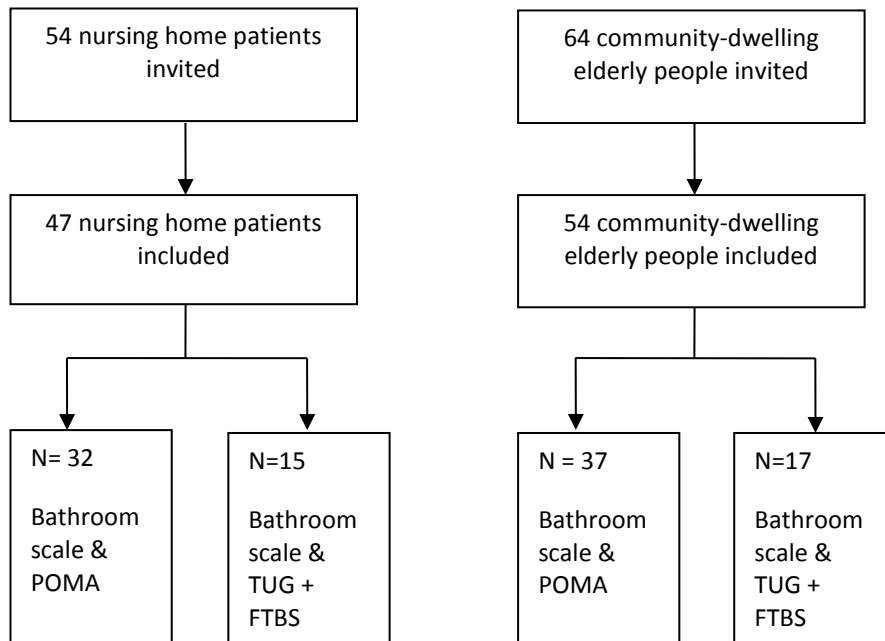 54 nursing home patients
invited
64 community-dwelling
elderly people invited
47 nursing home patients
included
54 community-dwelling
elderly people included
N= 32
Bathroom
scale &
POMA
N=15
Bathroom
scale &
TUG +
FTBS
N = 37
Bathroom
scale &
POMA
N=17
Bathroom
scale &
TUG +
FTBS